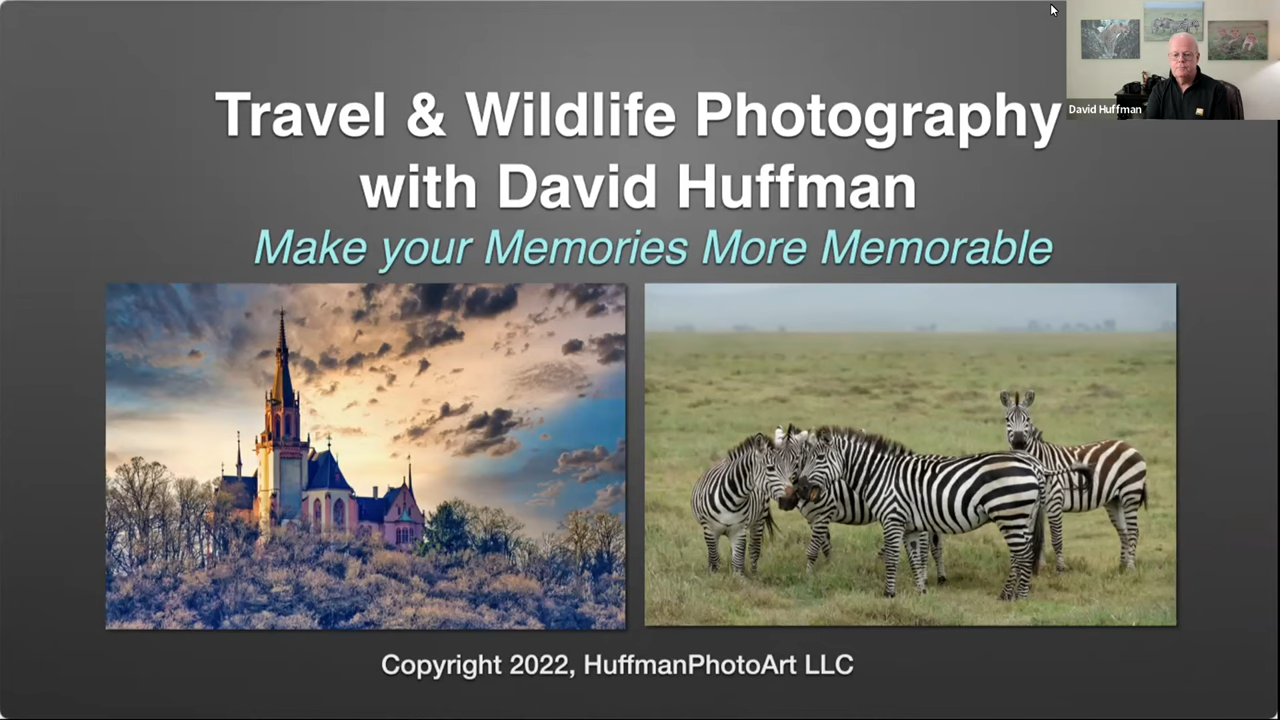 Travel & Wildlife Photography
with David Huffman
Make your Memories More Memorable
David Huffman
Copyright 2022, HuffmanPhotoArt LLC